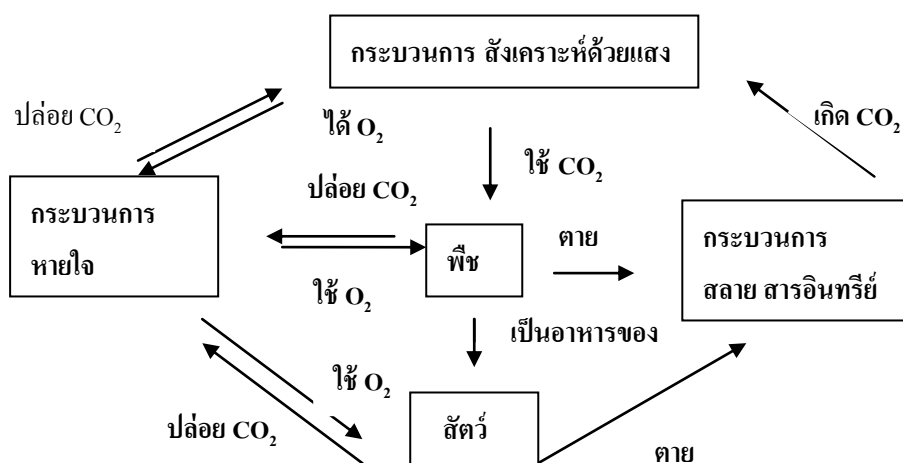 กระบวนการ สังเคราะห์ด้วยแสง
ปล่อย CO₂
ได้ O₂
เกิด CO₂
ใช้ CO₂
ปล่อย CO₂
กระบวนการ
หายใจ
พืช
ตาย
กระบวนการ
สลาย สารอินทรีย์
ใช้ O₂
เป็นอาหารของ
ใช้ O₂
ปล่อย CO₂
สัตว์
ตาย